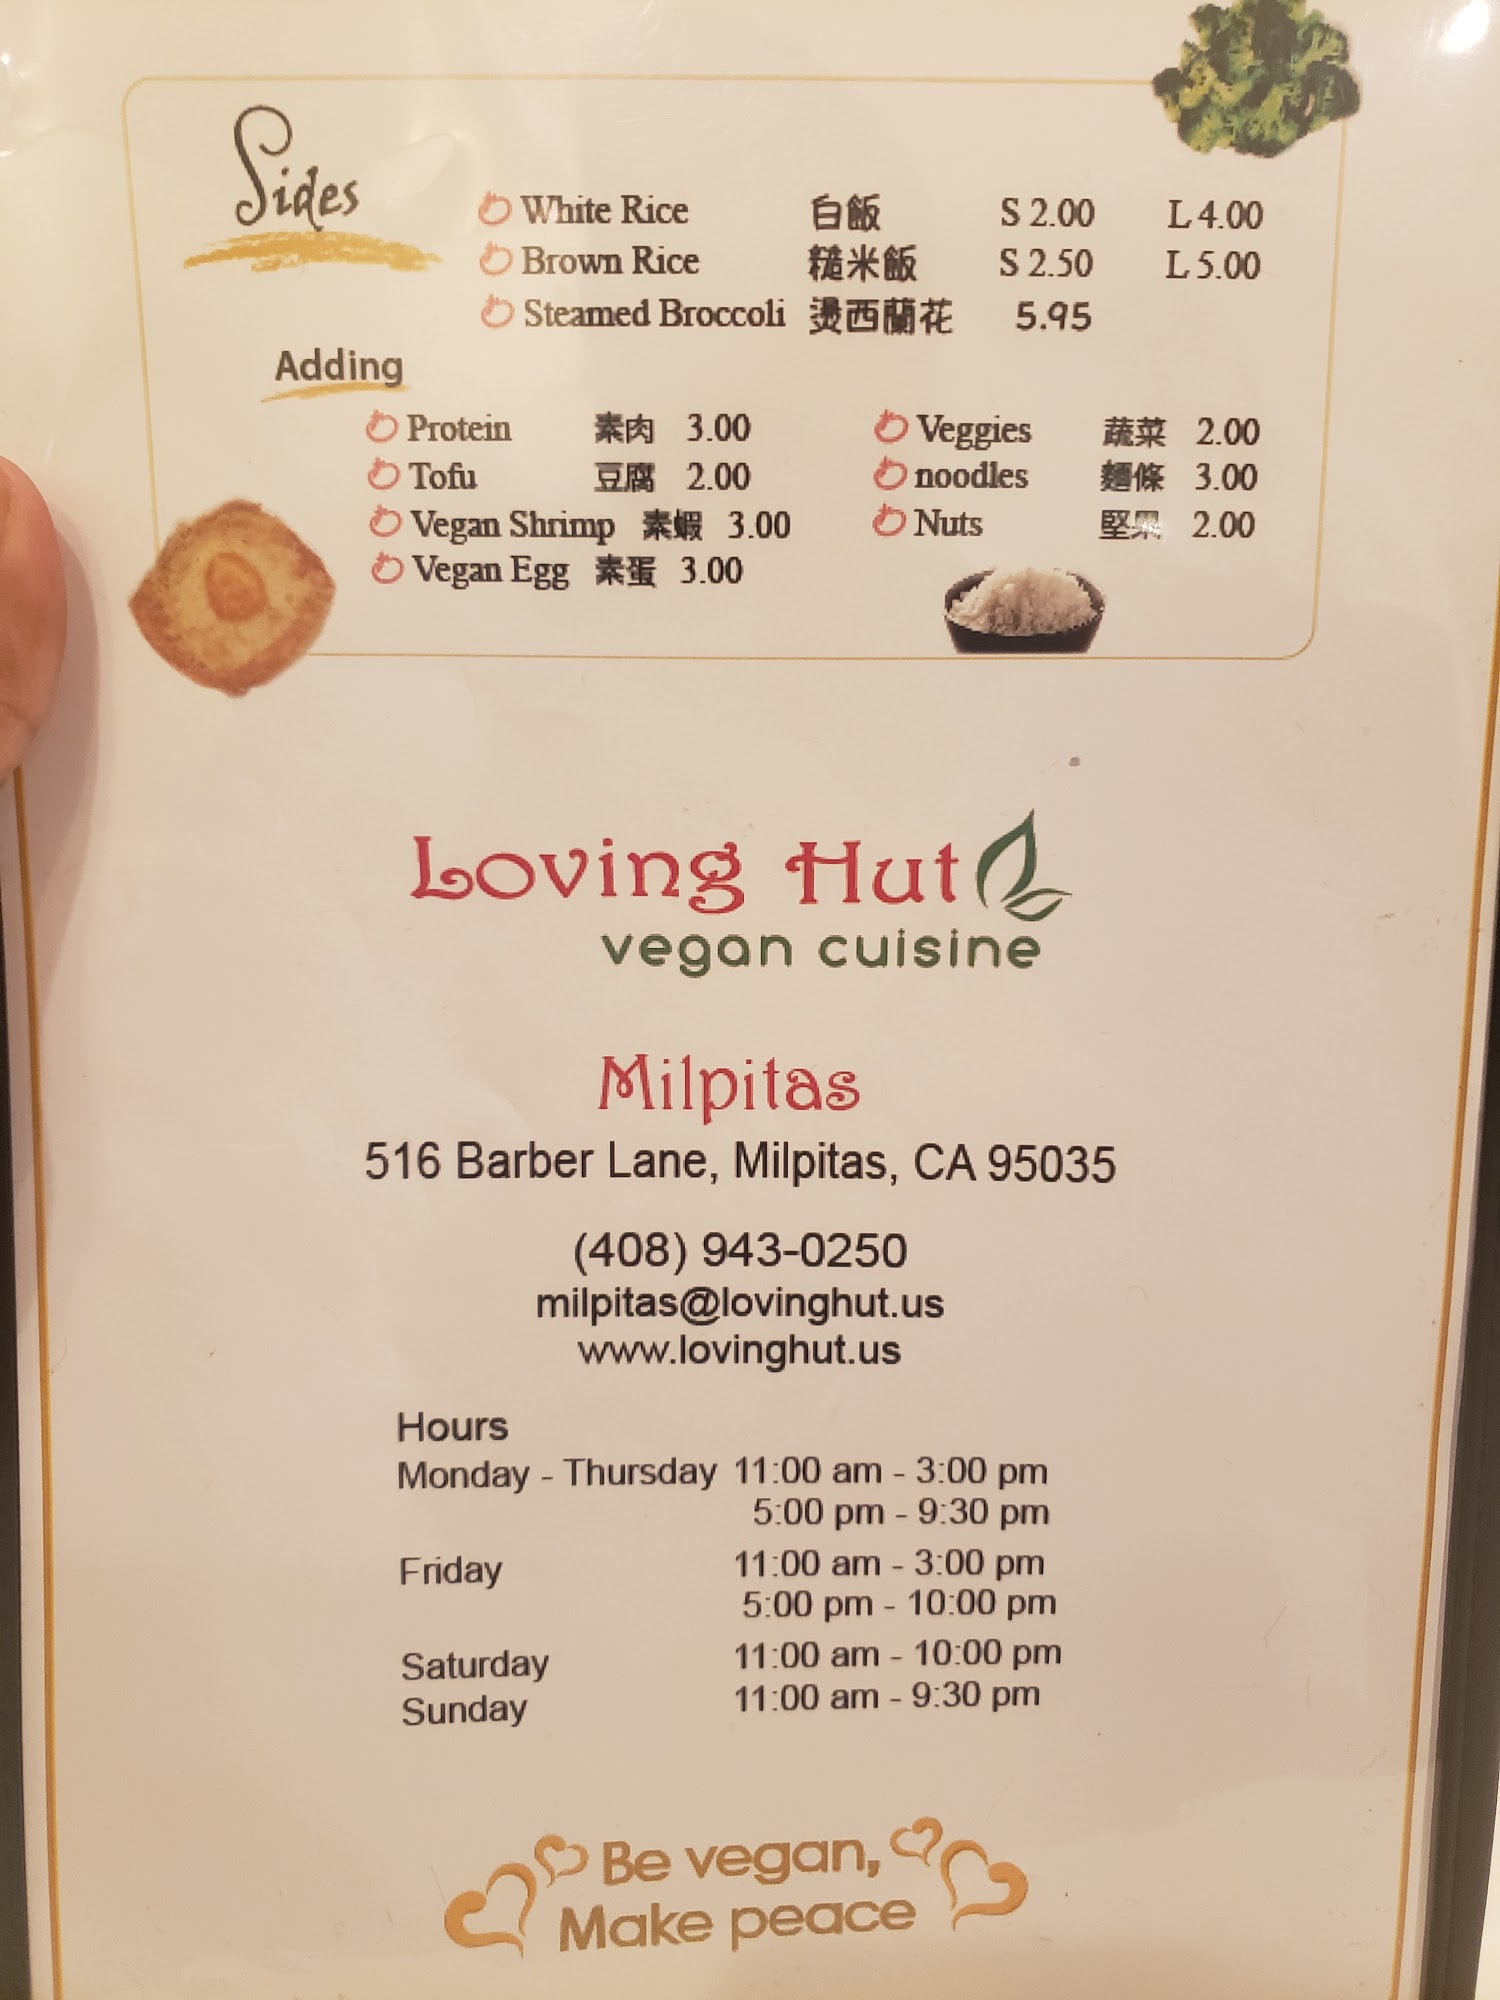 Sides
White Rice 白飯 S 2.00 L 4.00
Brown Rice 糙米飯 S 2.50 L 5.00
Steamed Broccoli 燙西蘭花 5.95
Adding
Protein 素肉 3.00 Veggies 蔬菜 2.00
Tofu 豆腐 2.00 noodles 麵條 3.00
Vegan Shrimp 素蝦 3.00 Nuts 堅果 2.00
Vegan Egg 素蛋 3.00
Loving Hut
vegan cuisine
Milpitas
516 Barber Lane, Milpitas, CA 95035
(408) 943-0250
milpitas@lovinghut.us
www.lovinghut.us
Hours
Monday - Thursday 11:00 am - 3:00 pm
5:00 pm - 9:30 pm
Friday 11:00 am - 3:00 pm
5:00 pm - 10:00 pm
Saturday 11:00 am - 10:00 pm
Sunday 11:00 am - 9:30 pm
Be vegan,
Make peace